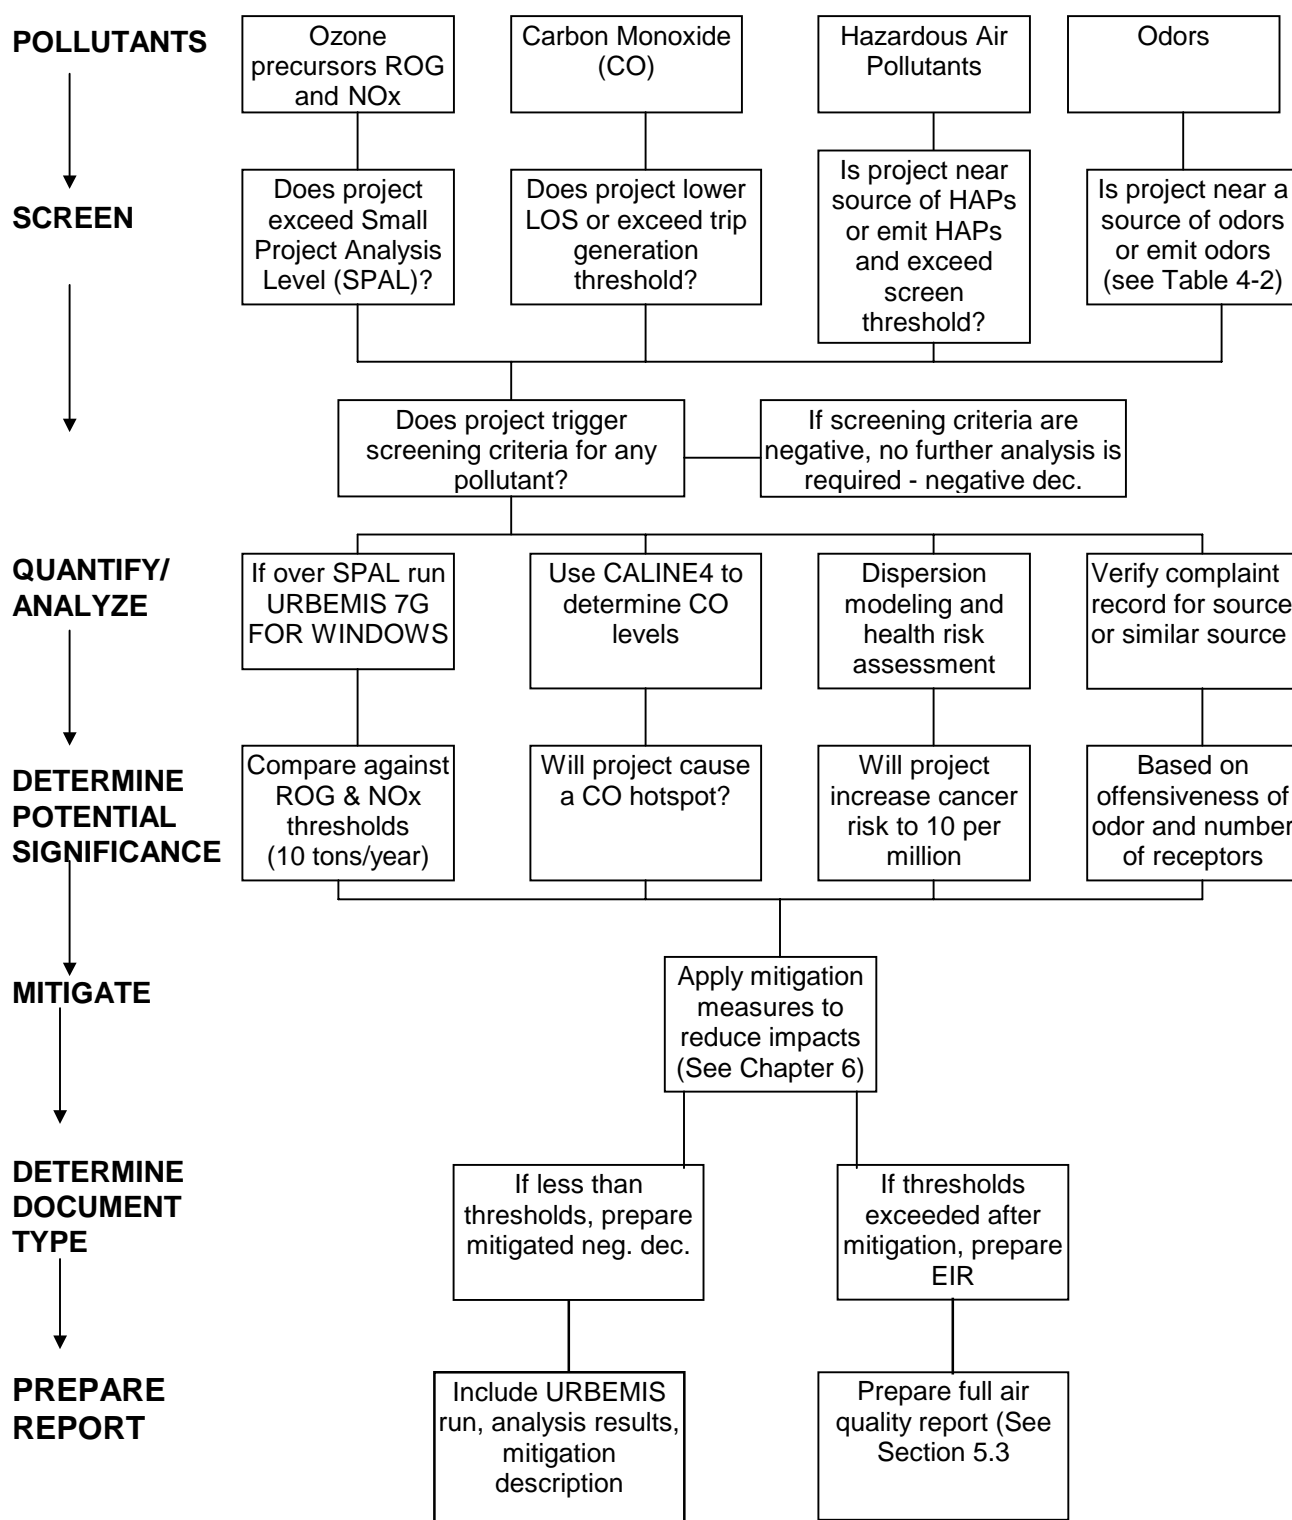 POLLUTANTS
Ozone
precursors ROG
and NOx
Carbon Monoxide
(CO)
Hazardous Air
Pollutants
Odors
SCREEN
Does project
exceed Small
Project Analysis
Level (SPAL)?
Does project lower
LOS or exceed trip
generation
threshold?
Is project near
source of HAPs
or emit HAPs
and exceed
screen
threshold?
Is project near a
source of odors
or emit odors
(see Table 4-2)
Does project trigger
screening criteria for any
pollutant?
If screening criteria are
negative, no further analysis is
required - negative dec.
QUANTIFY/
ANALYZE
If over SPAL run
URBEMIS 7G
FOR WINDOWS
Use CALINE4 to
determine CO
levels
Dispersion
modeling and
health risk
assessment
Verify complaint
record for source
or similar source
DETERMINE
POTENTIAL
SIGNIFICANCE
Compare against
ROG & NOx
thresholds
(10 tons/year)
Will project cause
a CO hotspot?
Will project
increase cancer
risk to 10 per
million
Based on
offensiveness of
odor and number
of receptors
MITIGATE
Apply mitigation
measures to
reduce impacts
(See Chapter 6)
DETERMINE
DOCUMENT
TYPE
If less than
thresholds, prepare
mitigated neg. dec.
If thresholds
exceeded after
mitigation, prepare
EIR
PREPARE
REPORT
Include URBEMIS
run, analysis results,
mitigation
description
Prepare full air
quality report (See
Section 5.3